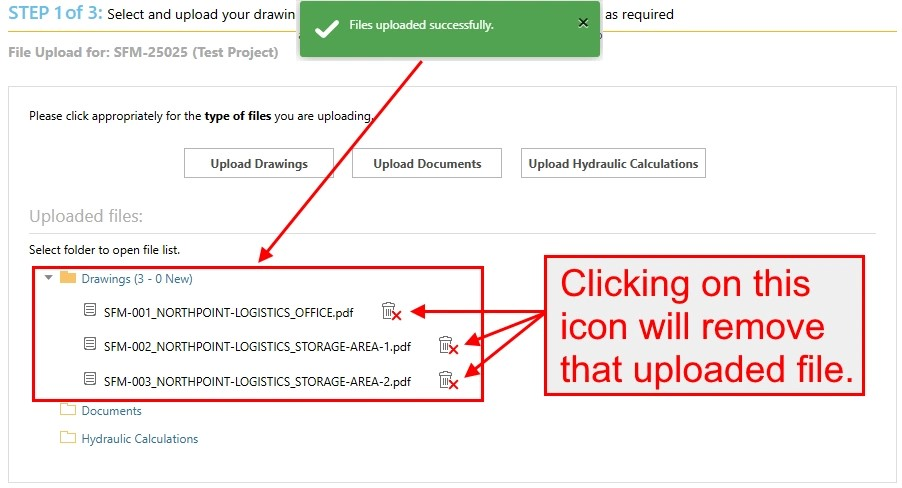 STEP 1 of 3: Select and upload your drawin
Files uploaded successfully.
as required
File Upload for: SFM-25025 (Test Project)
Please click appropriately for the type of files you are uploading.
Upload Drawings
Upload Documents
Upload Hydraulic Calculations
Uploaded files:
Select folder to open file list.
Drawings (3 - 0 New)
SFM-001_NORTHPOINT-LOGISTICS_OFFICE.pdf
SFM-002_NORTHPOINT-LOGISTICS_STORAGE-AREA-1.pdf
SFM-003_NORTHPOINT-LOGISTICS_STORAGE-AREA-2.pdf
Documents
Hydraulic Calculations
Clicking on this
icon will remove
that uploaded file.